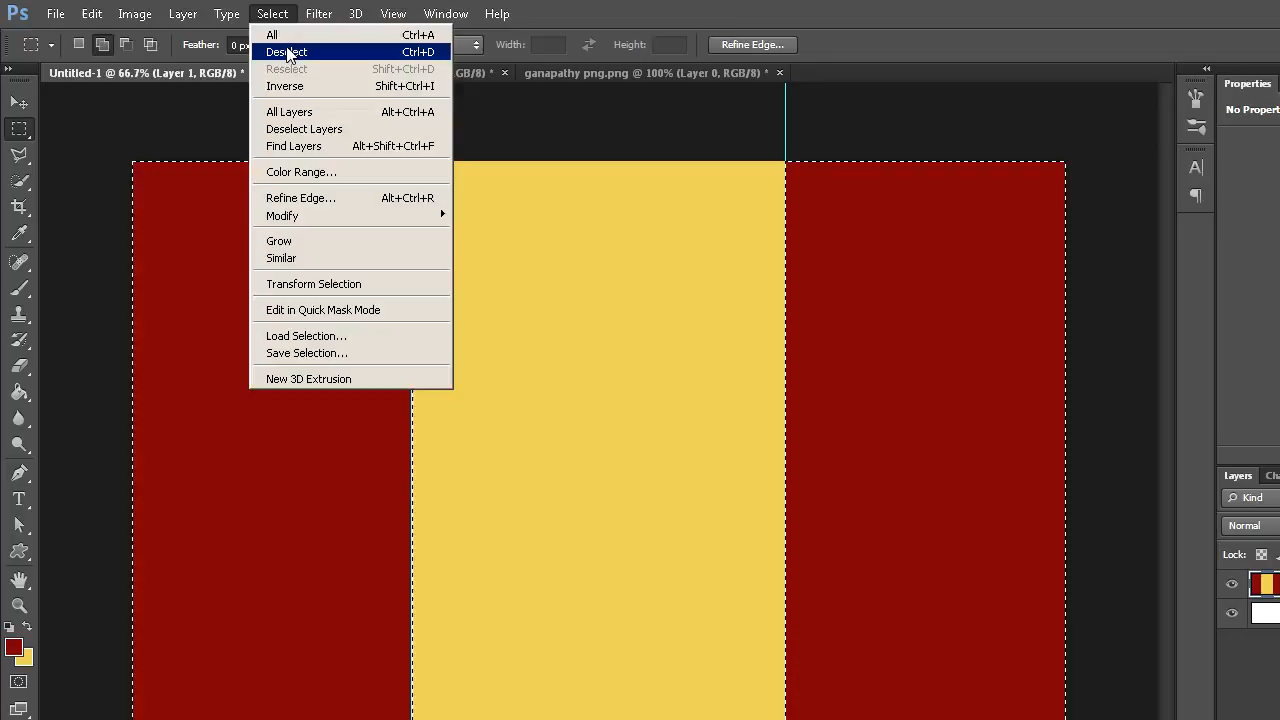 Ps File Edit Image Layer Type Select Filter 3D View Window Help
Feather: 0 px Width: Height: Refine Edge...
Untitled-1 @ 66.7% (Layer 1, RGB/8) * GB/8) * × ganapathy png.png @ 100% (Layer 0, RGB/8) * ×
All Ctrl+A
Deselect Ctrl+D
Reselect Shift+Ctrl+D
Inverse Shift+Ctrl+I
All Layers Alt+Ctrl+A
Deselect Layers
Find Layers Alt+Shift+Ctrl+F
Color Range...
Refine Edge... Alt+Ctrl+R
Modify
Grow
Similar
Transform Selection
Edit in Quick Mask Mode
Load Selection...
Save Selection...
New 3D Extrusion
Properties
No Propert
Layers Cha
Kind
Normal
Lock: